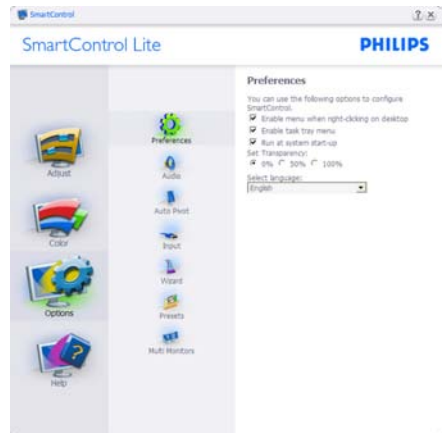 SmartControl
SmartControl Lite
PHILIPS
Adjust
Color
Options
Help
Preferences
Audio
Auto Pivot
Input
Wizard
Presets
Multi Monitors
Preferences
You can use the following options to configure
SmartControl.
Enable menu when right-clicking on desktop
Enable task tray menu
Run at system start-up
Set Transparency:
0% 50% 100%
Select language:
English